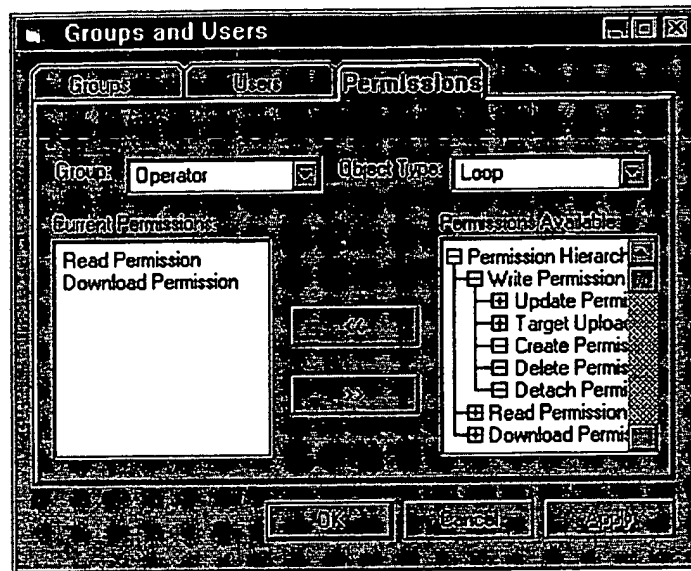 Groups and Users
Groups Users Permissions
Group: Operator Object Type: Loop
Current Permissions: Permissions Available:
Read Permission
Download Permission
Permission Hierarch
Write Permission
Update Permi
Target Uploa
Create Permis
Delete Permis
Detach Permi
Read Permission
Download Permis
<<
>>
OK Cancel Apply